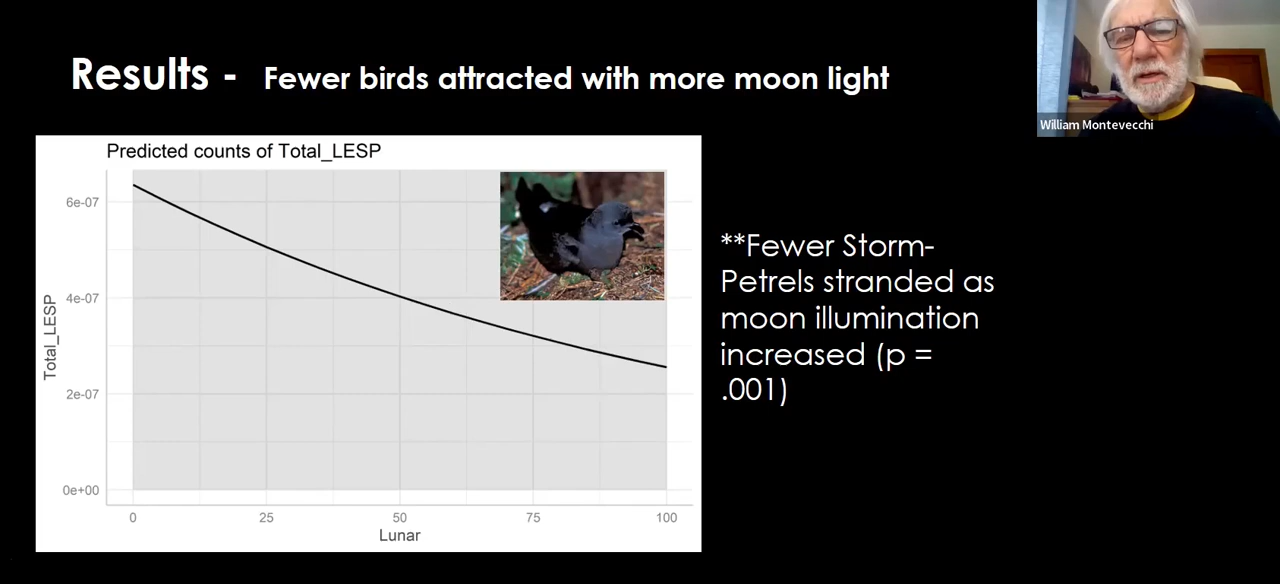 Results - Fewer birds attracted with more moon light
William Montevecchi
Predicted counts of Total_LESP
6e-07
4e-07
2e-07
0e+00
Total_LESP
0 25 50 75 100
Lunar
**Fewer Storm-
Petrels stranded as
moon illumination
increased (p =
.001)